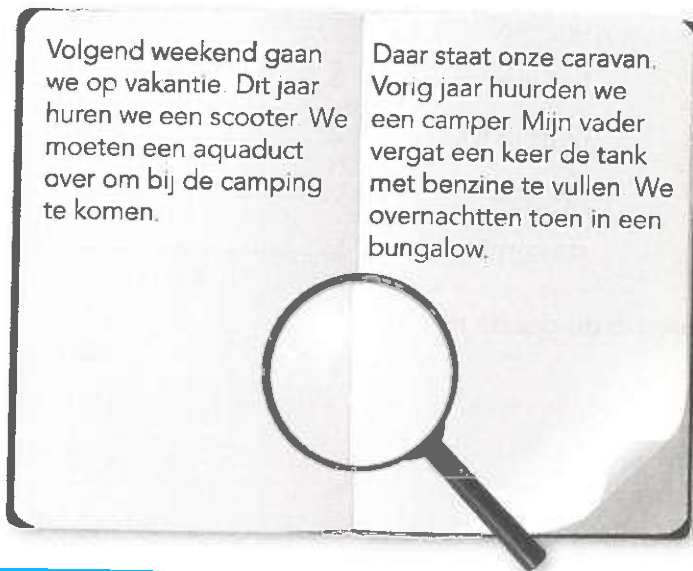 Volgend weekend gaan
we op vakantie. Dit jaar
huren we een scooter. We
moeten een aquaduct
over om bij de camping
te komen.
Daar staat onze caravan.
Vorig jaar huurden we
een camper. Mijn vader
vergat een keer de tank
met benzine te vullen. We
overnachtten toen in een
bungalow.